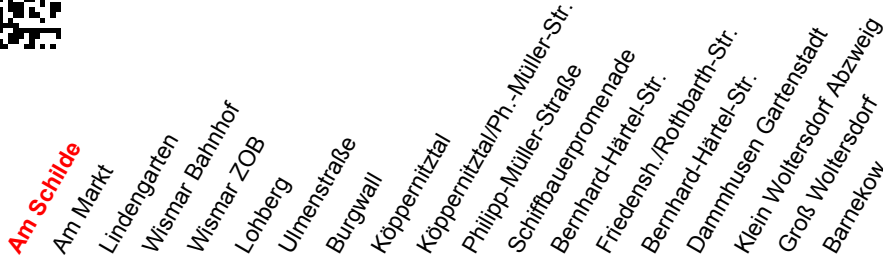 Am Schilde
Am Markt
Lindengarten
Wismar Bahnhof
Wismar ZOB
Lohberg
Ulmenstraße
Burgwall
Köppernitztal
Köppernitztal/Ph.-Müller-Str.
Philipp-Müller-Straße
Schiffbauerpromenade
Bernhard-Härtel-Str.
Friedensh./Rothbarth-Str.
Bernhard-Härtel-Str.
Dammhusen Gartenstadt
Klein Woltersdorf Abzweig
Groß Woltersdorf
Barnekow